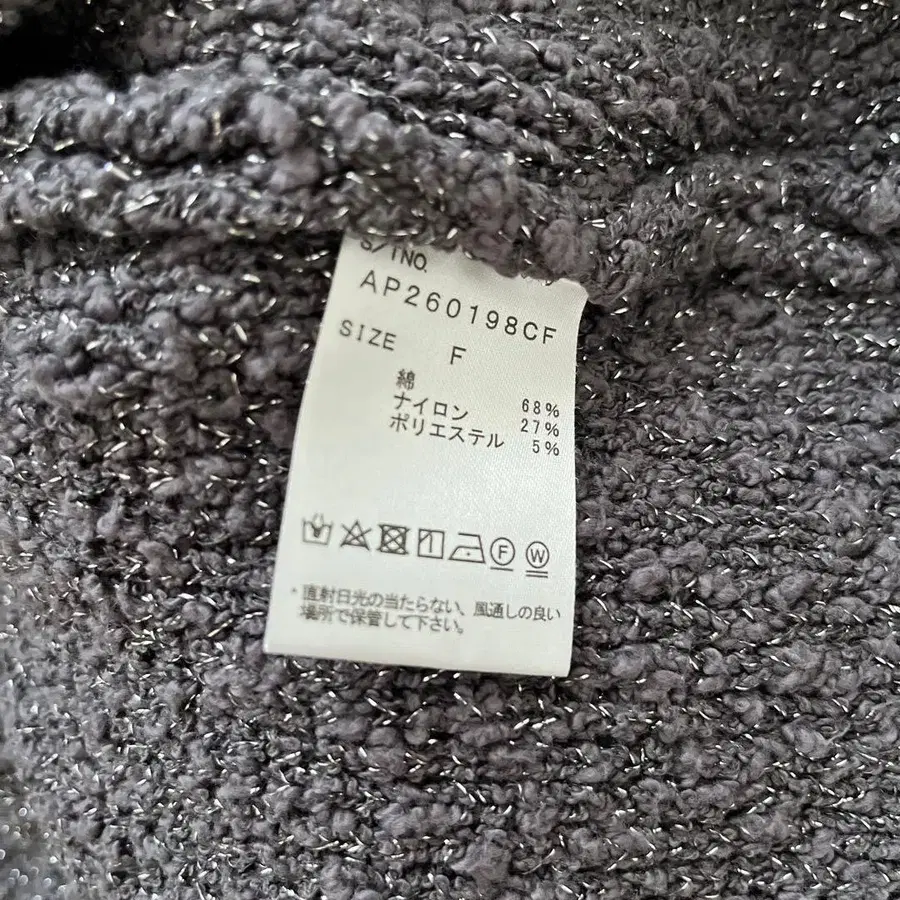 S/TNO.
AP260198CF
SIZE F
綿 68%
ナイロン 27%
ポリエステル 5%
F
W
・直射日光の当たらない、風通しの良い
場所で保管して下さい。